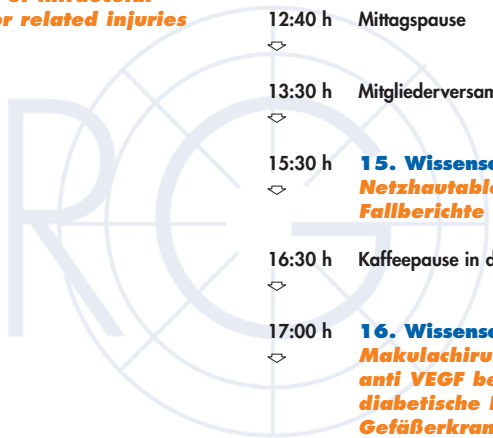 or related injuries
12:40 h Mittagspause
13:30 h Mitgliederversam
15:30 h 15. Wissens
Netzhautabl
Fallberichte
16:30 h Kaffeepause in d
17:00 h 16. Wissens
Makulachiru
anti VEGF be
diabetische
Gefäßerkran
RG